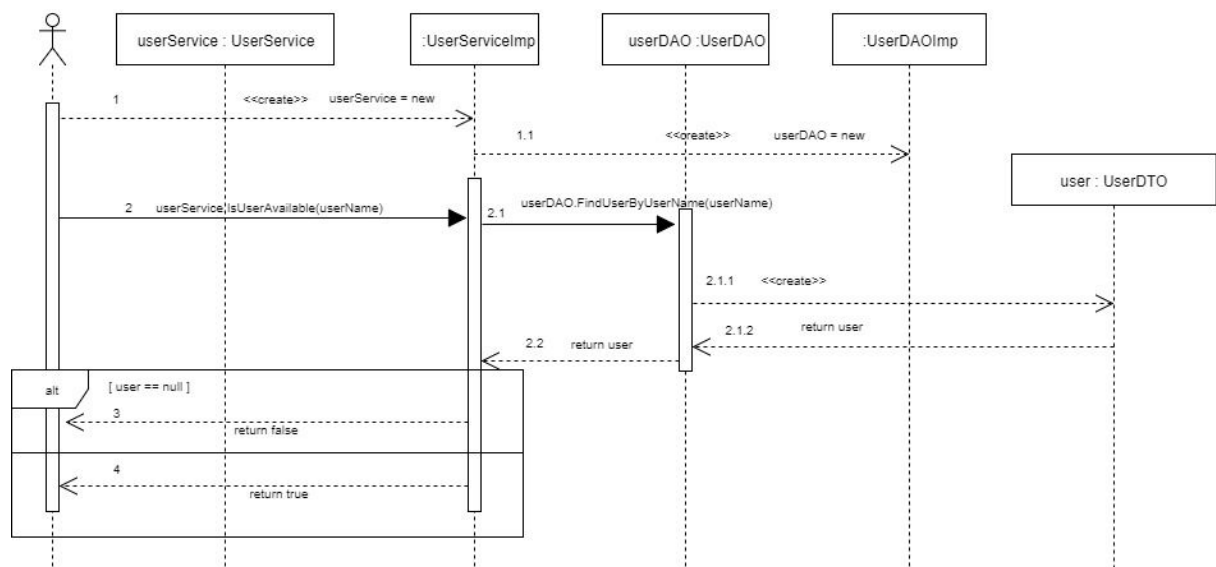 userService : UserService
:UserServiceImp
userDAO :UserDAO
:UserDAOImp
1 <<create>> userService = new
1.1 <<create>> userDAO = new
user : UserDTO
2 userService.IsUserAvailable(userName)
2.1 userDAO.FindUserByUserName(userName)
2.1.1 <<create>>
2.1.2 return user
2.2 return user
alt [ user == null ]
3
return false
4
return true